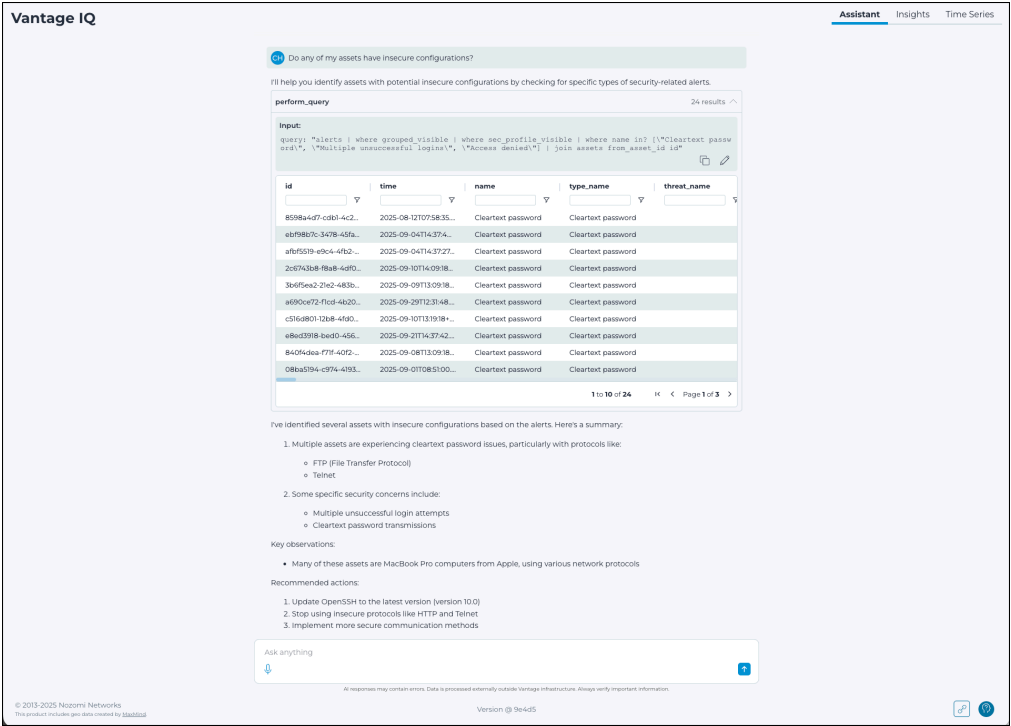 Vantage IQ
Assistant
Insights
Time Series
CH Do any of my assets have insecure configurations?
I'll help you identify assets with potential insecure configurations by checking for specific types of security-related alerts.
perform_query
24 results
Input:
query: "alerts | where grouped_visible | where sec_profile_visible | where name in? [\"Cleartext passw
ord\", \"Multiple unsuccessful logins\", \"Access denied\"] | join assets from_asset_id id"
id time name type_name threat_name
8598a4d7-cdb1-4c2... 2025-08-12T07:58:35.... Cleartext password Cleartext password
ebf98b7c-3478-45fa... 2025-09-04T14:37:4... Cleartext password Cleartext password
afbf5519-e9c4-4fb2-... 2025-09-04T14:37:27... Cleartext password Cleartext password
2c6743b8-f8a8-4df0... 2025-09-10T14:09:18... Cleartext password Cleartext password
3b6f5ea2-21e2-483b... 2025-09-09T13:09:18... Cleartext password Cleartext password
a690ce72-f1cd-4b20... 2025-09-29T12:31:48.... Cleartext password Cleartext password
c516d801-12b8-4fd0... 2025-09-10T13:19:18+... Cleartext password Cleartext password
e8ed3918-bed0-456... 2025-09-21T14:37:42.... Cleartext password Cleartext password
840f4dea-f71f-40f2-... 2025-09-08T13:09:18... Cleartext password Cleartext password
08ba5194-c974-4193... 2025-09-01T08:51:00.... Cleartext password Cleartext password
1 to 10 of 24 Page 1 of 3
I've identified several assets with insecure configurations based on the alerts. Here's a summary:
1. Multiple assets are experiencing cleartext password issues, particularly with protocols like:
FTP (File Transfer Protocol)
Telnet
2. Some specific security concerns include:
Multiple unsuccessful login attempts
Cleartext password transmissions
Key observations:
Many of these assets are MacBook Pro computers from Apple, using various network protocols
Recommended actions:
1. Update OpenSSH to the latest version (version 10.0)
2. Stop using insecure protocols like HTTP and Telnet
3. Implement more secure communication methods
Ask anything
AI responses may contain errors. Data is processed externally outside Vantage infrastructure. Always verify important information.
© 2013-2025 Nozomi Networks
This product includes geo data created by MaxMind.
Version @ 9e4d5